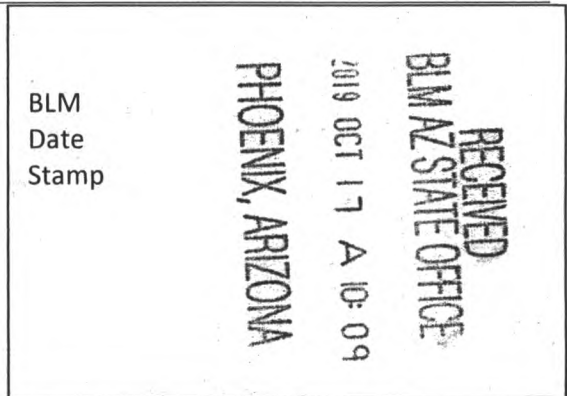 BLM
Date
Stamp
RECEIVED
BLM AZ STATE OFFICE
2019 OCT 17 A 10:09
PHOENIX, ARIZONA